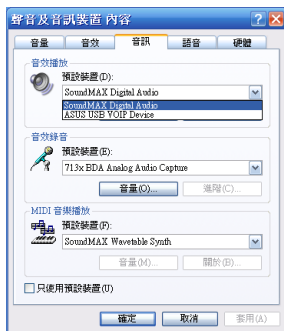 聲音及音訊裝置 內容
音量 音效 音訊 語音 硬體
音效播放
預設裝置(D):
SoundMAX Digital Audio
SoundMAX Digital Audio
ASUS USB VOIP Device
音效錄音
預設裝置(E):
713x BDA Analog Audio Capture
音量(O)... 進階(C)...
MIDI 音樂播放
預設裝置(F):
SoundMAX Wavetable Synth
音量(M)... 關於(B)...
只使用預設裝置(U)
確定 取消 套用(A)